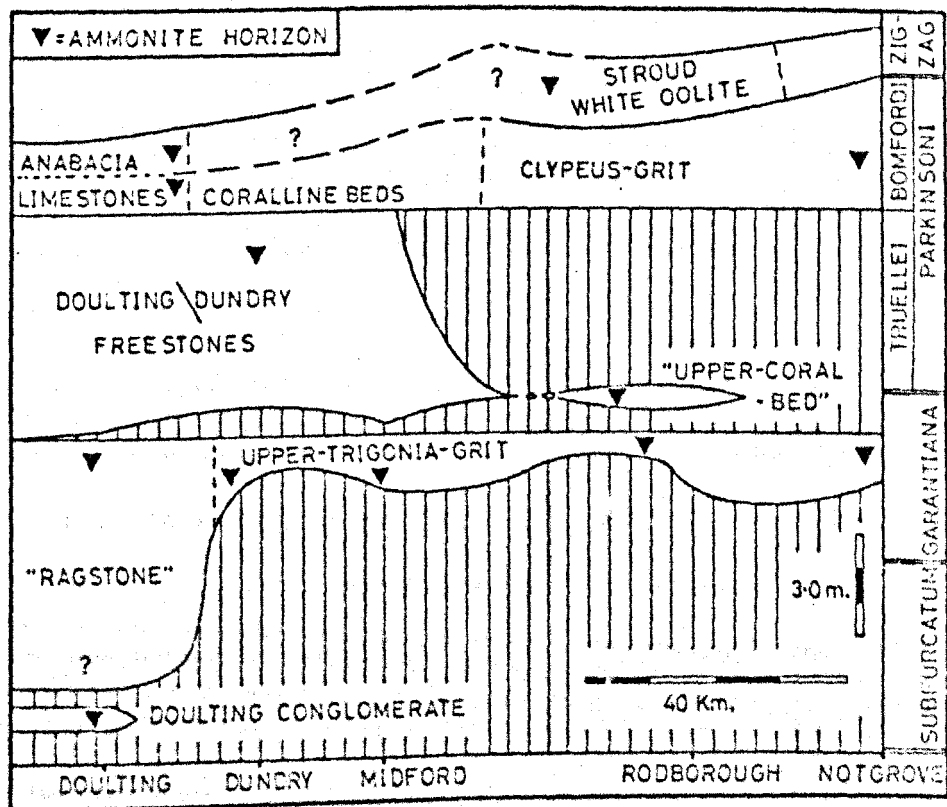 ▼=AMMONITE HORIZON
?
STROUD
WHITE OOLITE
?
ANABACIA
LIMESTONES
CORALLINE BEDS
CLYPEUS-GRIT
DOULTING\DUNDRY
FREESTONES
"UPPER-CORAL
-BED"
UPPER-TRIGONIA-GRIT
"RAGSTONE"
3·0m.
?
DOULTING CONGLOMERATE
40 Km.
DOULTING
DUNDRY
MIDFORD
RODBOROUGH
NOTGROVE
ZIG-
ZAG
BOMFORDI
PARKINSONI
TRUELLEI
GARANTIANA
SUBFURCATUM